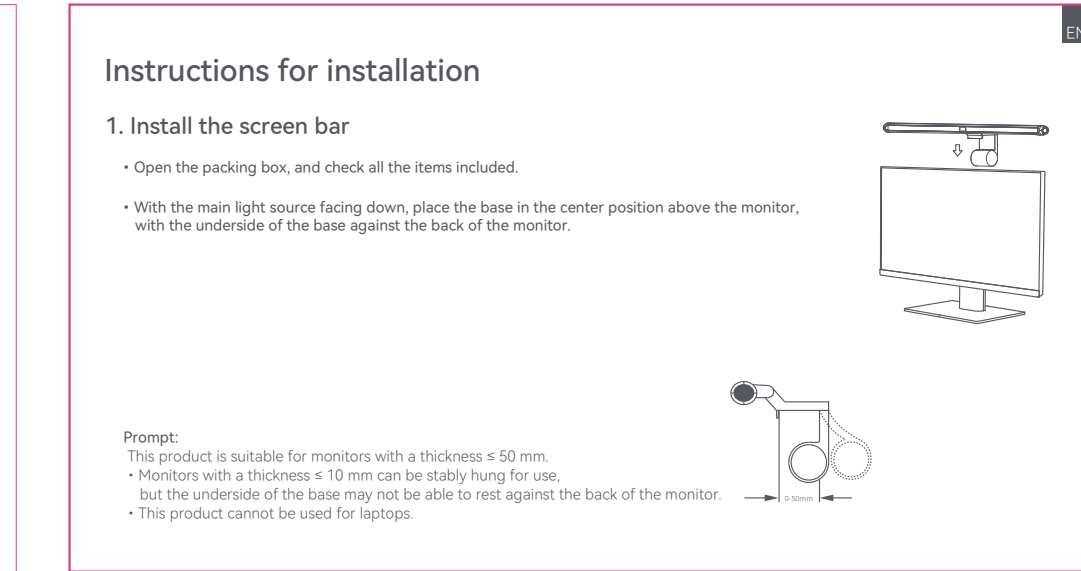 EN
Instructions for installation
1. Install the screen bar
• Open the packing box, and check all the items included.
• With the main light source facing down, place the base in the center position above the monitor,
with the underside of the base against the back of the monitor.
Prompt:
This product is suitable for monitors with a thickness ≤ 50 mm.
• Monitors with a thickness ≤ 10 mm can be stably hung for use,
but the underside of the base may not be able to rest against the back of the monitor.
• This product cannot be used for laptops.
0-50mm